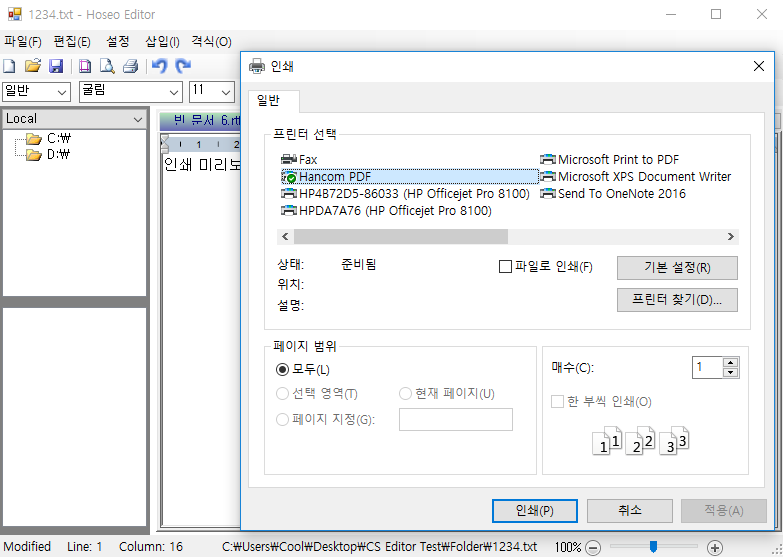 1234.txt - Hoseo Editor
파일(F) 편집(E) 설정 삽입(I) 격식(O)
일반 굴림 11
Local
C:₩
D:₩
빈 문서 6.rtf
1 2
인쇄 미리보
인쇄
일반
프린터 선택
Fax
Hancom PDF
HP4B72D5-86033 (HP Officejet Pro 8100)
HPDA7A76 (HP Officejet Pro 8100)
Microsoft Print to PDF
Microsoft XPS Document Writer
Send To OneNote 2016
상태: 준비됨
위치:
설명:
파일로 인쇄(F)
기본 설정(R)
프린터 찾기(D)...
페이지 범위
모두(L)
선택 영역(T) 현재 페이지(U)
페이지 지정(G):
매수(C): 1
한 부씩 인쇄(O)
1 1 2 2 3 3
인쇄(P) 취소 적용(A)
Modified Line: 1 Column: 16 C:₩Users₩Cool₩Desktop₩CS Editor Test₩Folder₩1234.txt 100%